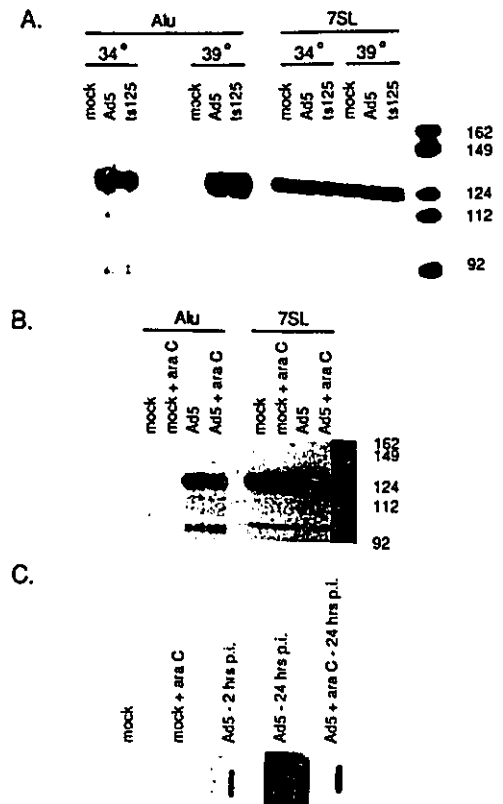 A.
Alu 7SL
34° 39° 34° 39°
mock Ad5 ts125 mock Ad5 ts125 mock Ad5 ts125 mock Ad5 ts125
162
149
124
112
92
B.
Alu 7SL
mock mock + ara C Ad5 Ad5 + ara C mock mock + ara C Ad5 Ad5 + ara C
162
149
124
112
92
C.
mock mock + ara C Ad5 - 2 hrs p.i. Ad5 - 24 hrs p.i. Ad5 + ara C - 24 hrs p.i.